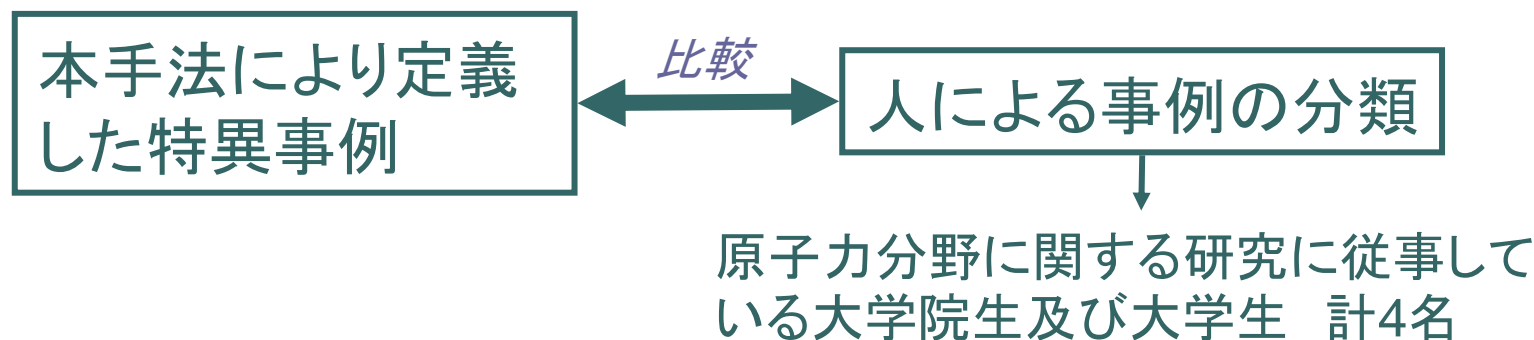 本手法により定義
した特異事例
比較
人による事例の分類
原子力分野に関する研究に従事して
いる大学院生及び大学生　計4名